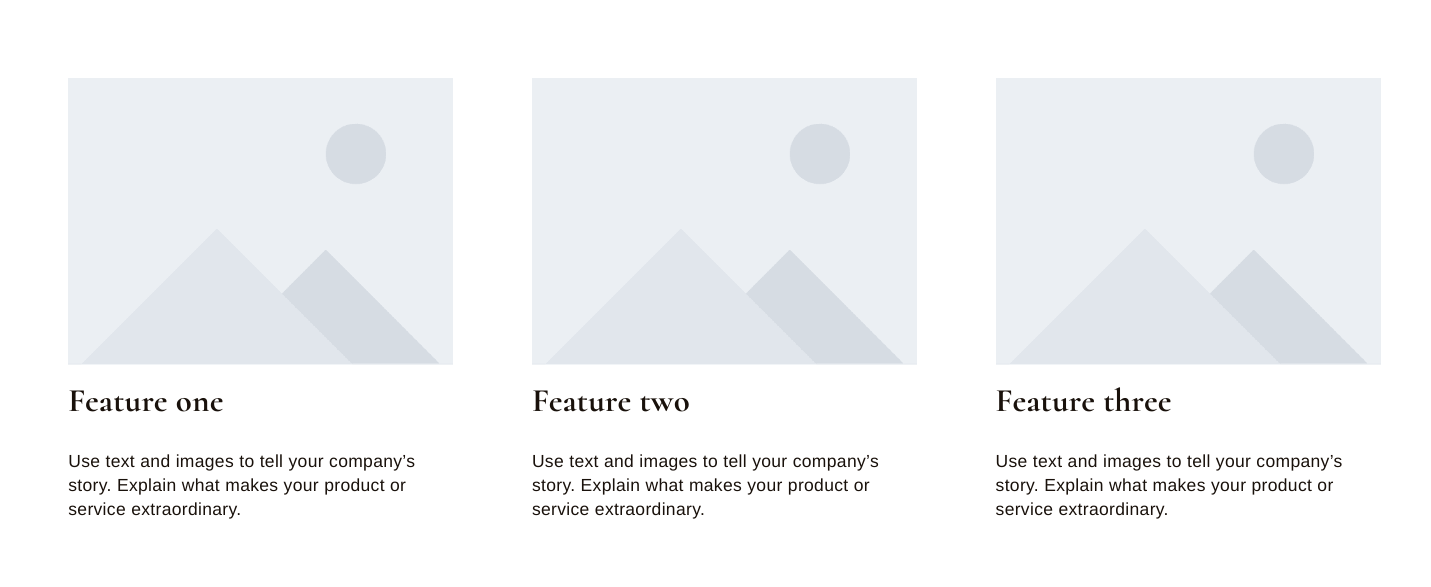 Feature one
Use text and images to tell your company’s
story. Explain what makes your product or
service extraordinary.
Feature two
Use text and images to tell your company’s
story. Explain what makes your product or
service extraordinary.
Feature three
Use text and images to tell your company’s
story. Explain what makes your product or
service extraordinary.